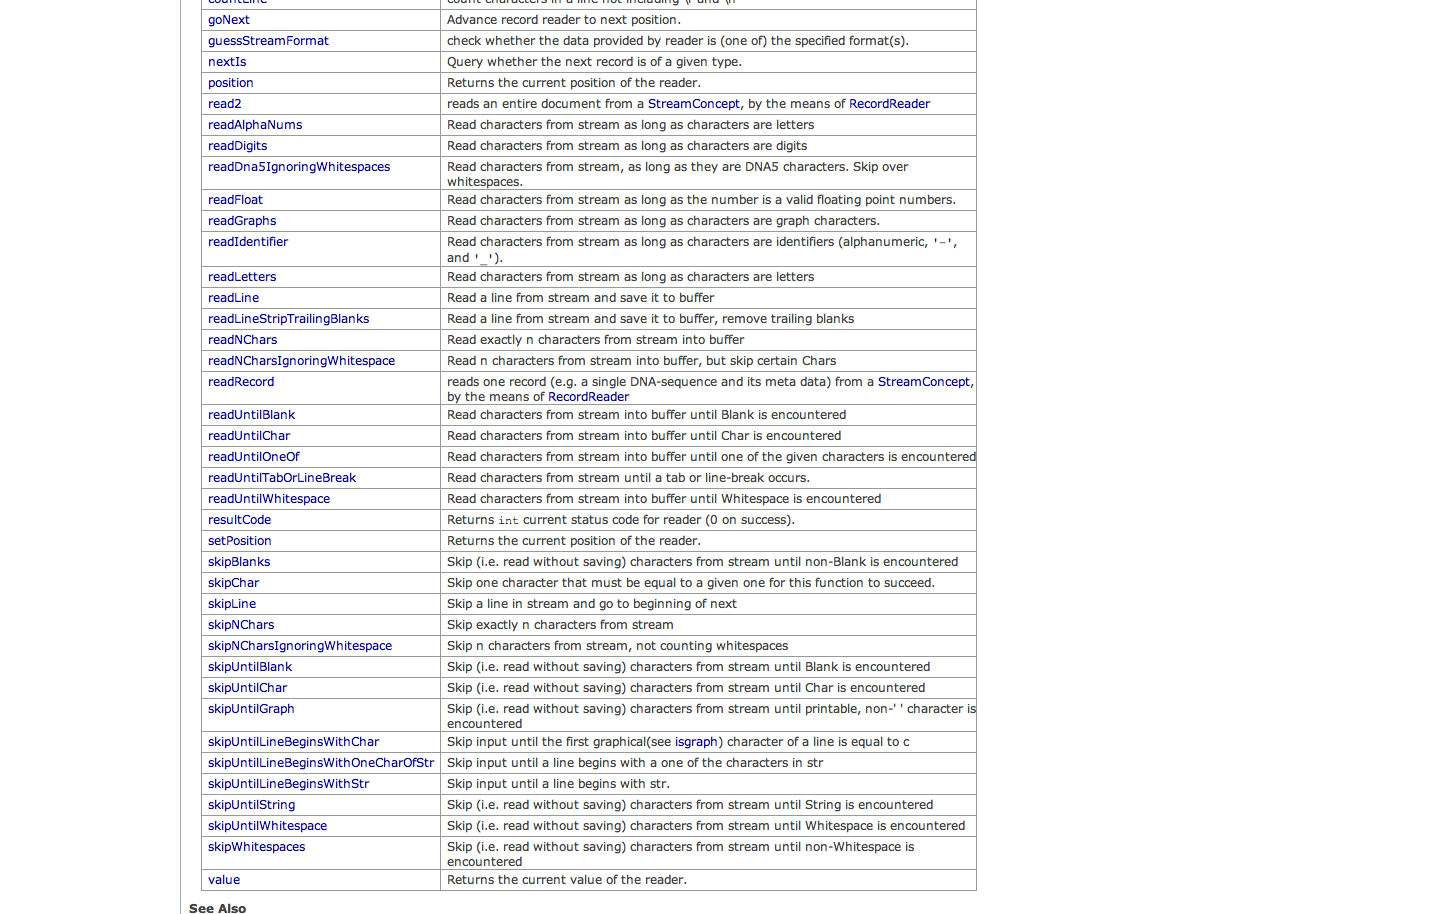 countLine count characters in a line not including \r and \n
goNext Advance record reader to next position.
guessStreamFormat check whether the data provided by reader is (one of) the specified format(s).
nextIs Query whether the next record is of a given type.
position Returns the current position of the reader.
read2 reads an entire document from a StreamConcept, by the means of RecordReader
readAlphaNums Read characters from stream as long as characters are letters
readDigits Read characters from stream as long as characters are digits
readDna5IgnoringWhitespaces Read characters from stream, as long as they are DNA5 characters. Skip over
whitespaces.
readFloat Read characters from stream as long as the number is a valid floating point numbers.
readGraphs Read characters from stream as long as characters are graph characters.
readIdentifier Read characters from stream as long as characters are identifiers (alphanumeric, '-',
and '_').
readLetters Read characters from stream as long as characters are letters
readLine Read a line from stream and save it to buffer
readLineStripTrailingBlanks Read a line from stream and save it to buffer, remove trailing blanks
readNChars Read exactly n characters from stream into buffer
readNCharsIgnoringWhitespace Read n characters from stream into buffer, but skip certain Chars
readRecord reads one record (e.g. a single DNA-sequence and its meta data) from a StreamConcept,
by the means of RecordReader
readUntilBlank Read characters from stream into buffer until Blank is encountered
readUntilChar Read characters from stream into buffer until Char is encountered
readUntilOneOf Read characters from stream into buffer until one of the given characters is encountered
readUntilTabOrLineBreak Read characters from stream until a tab or line-break occurs.
readUntilWhitespace Read characters from stream into buffer until Whitespace is encountered
resultCode Returns int current status code for reader (0 on success).
setPosition Returns the current position of the reader.
skipBlanks Skip (i.e. read without saving) characters from stream until non-Blank is encountered
skipChar Skip one character that must be equal to a given one for this function to succeed.
skipLine Skip a line in stream and go to beginning of next
skipNChars Skip exactly n characters from stream
skipNCharsIgnoringWhitespace Skip n characters from stream, not counting whitespaces
skipUntilBlank Skip (i.e. read without saving) characters from stream until Blank is encountered
skipUntilChar Skip (i.e. read without saving) characters from stream until Char is encountered
skipUntilGraph Skip (i.e. read without saving) characters from stream until printable, non-' ' character is
encountered
skipUntilLineBeginsWithChar Skip input until the first graphical(see isgraph) character of a line is equal to c
skipUntilLineBeginsWithOneCharOfStr Skip input until a line begins with a one of the characters in str
skipUntilLineBeginsWithStr Skip input until a line begins with str.
skipUntilString Skip (i.e. read without saving) characters from stream until String is encountered
skipUntilWhitespace Skip (i.e. read without saving) characters from stream until Whitespace is encountered
skipWhitespaces Skip (i.e. read without saving) characters from stream until non-Whitespace is
encountered
value Returns the current value of the reader.
See Also